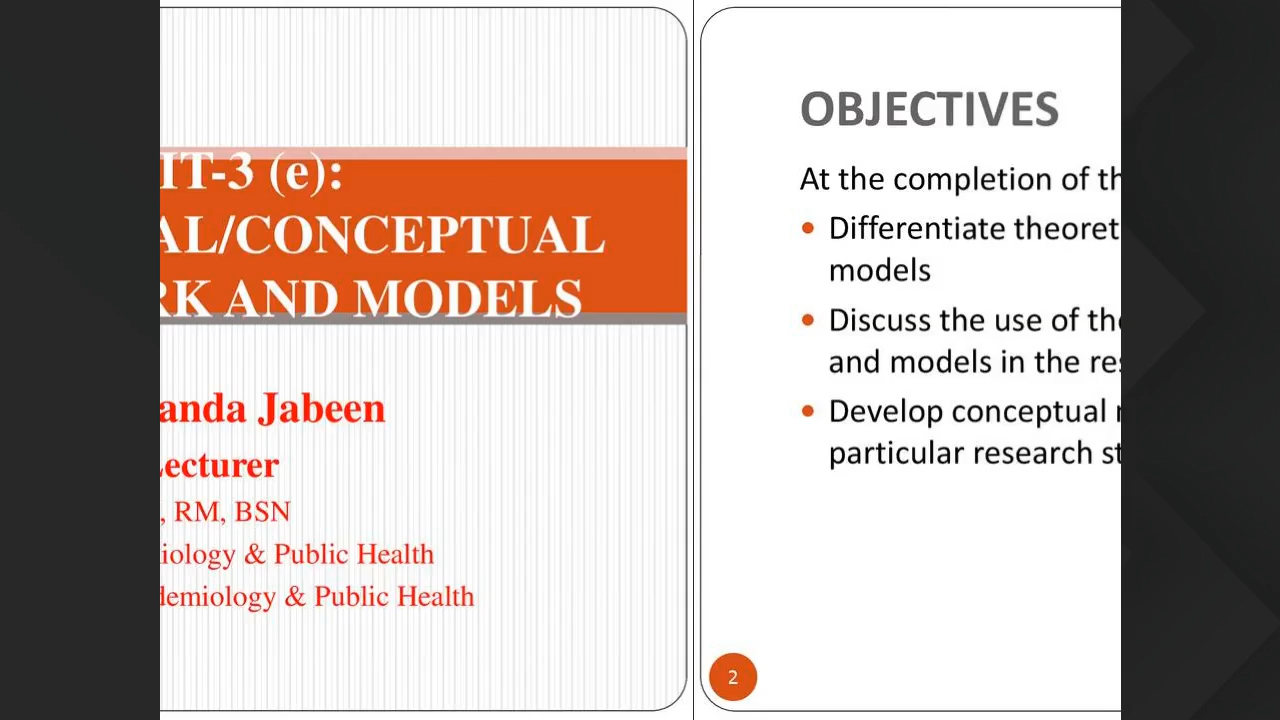 IT-3 (e):
AL/CONCEPTUAL
RK AND MODELS
anda Jabeen
Lecturer
, RM, BSN
iology & Public Health
demiology & Public Health
OBJECTIVES
At the completion of th
• Differentiate theoret
models
• Discuss the use of the
and models in the res
• Develop conceptual
particular research st
2